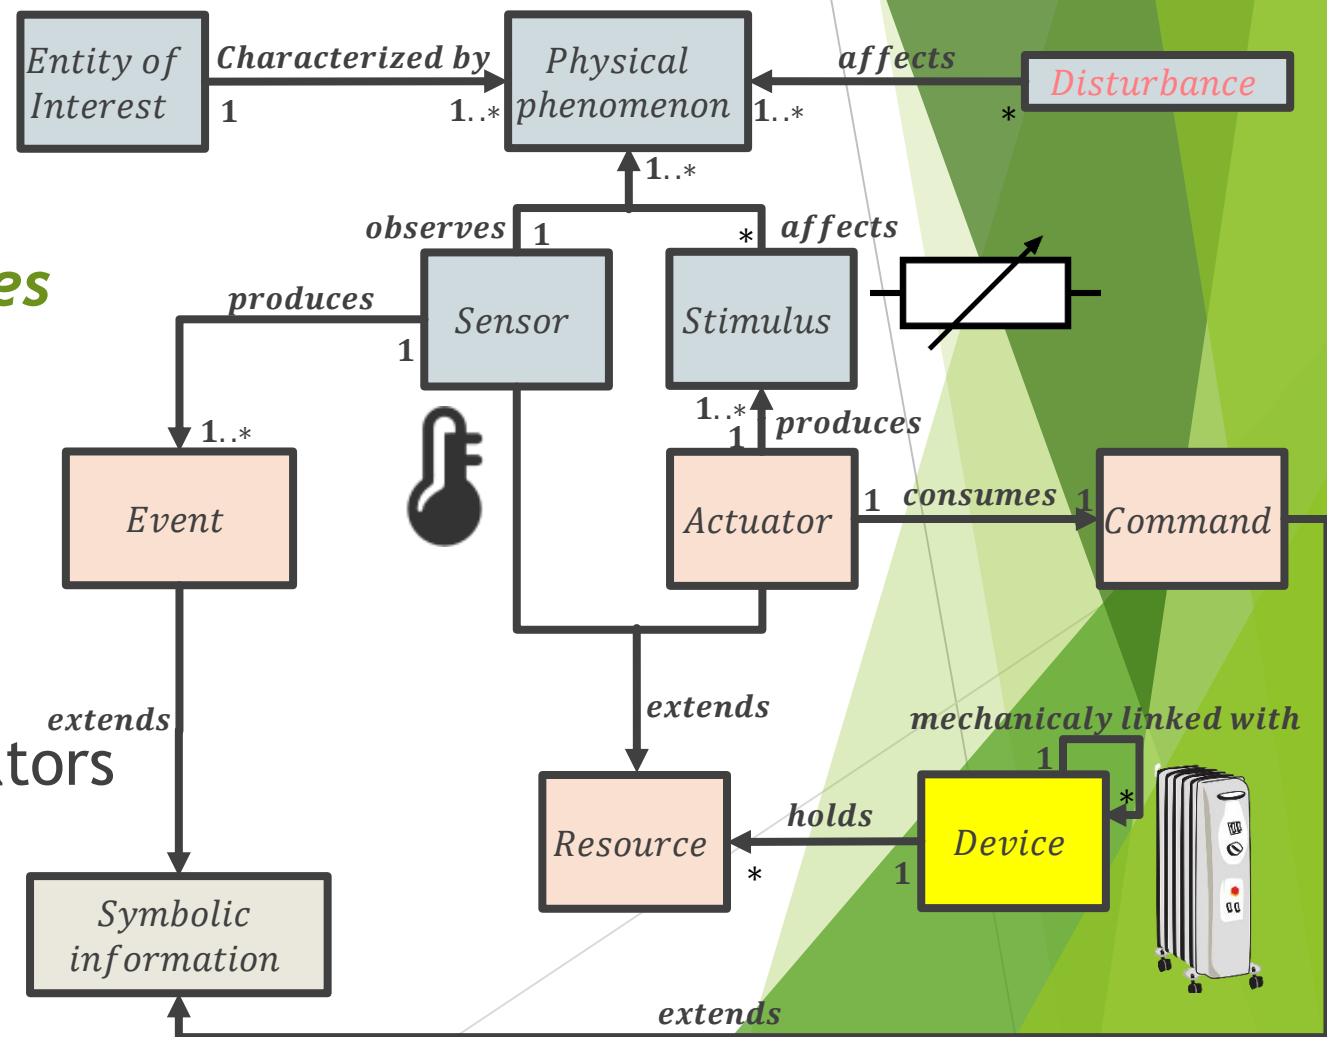 Entity of
Interest
Characterized by
1
1..*
Physical
phenomenon
affects
1..*
*
Disturbance
1..*
observes
1
*
affects
es
produces
1
Sensor
Stimulus
1..*
1..*
1
produces
Event
Actuator
1
consumes
1
Command
extends
tors
extends
mechanicaly linked with
1
*
Resource
holds
*
1
Device
Symbolic
information
extends